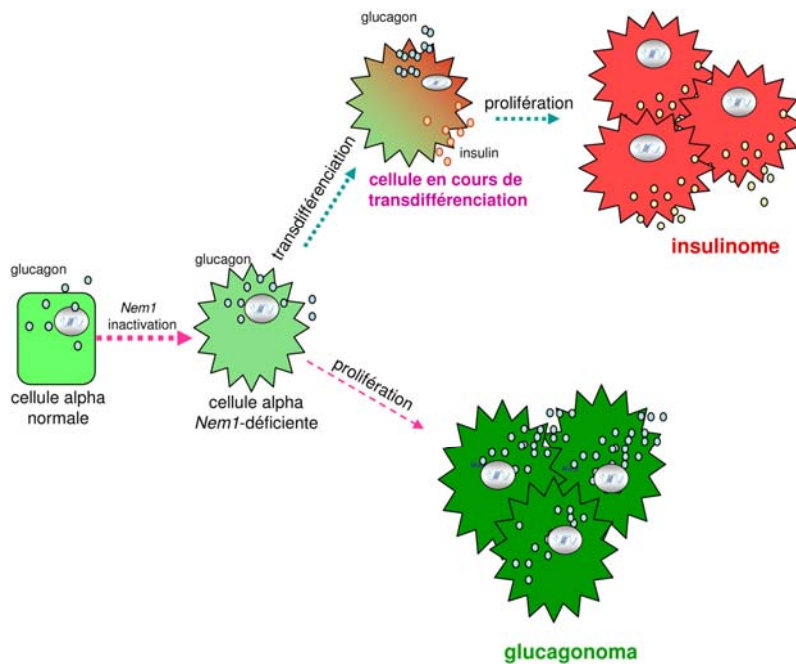 glucagon
insulin
cellule en cours de
transdifférenciation
prolifération
insulinome
transdifférenciation
glucagon
Nem1
inactivation
cellule alpha
normale
glucagon
cellule alpha
Nem1-déficiente
prolifération
glucagonoma